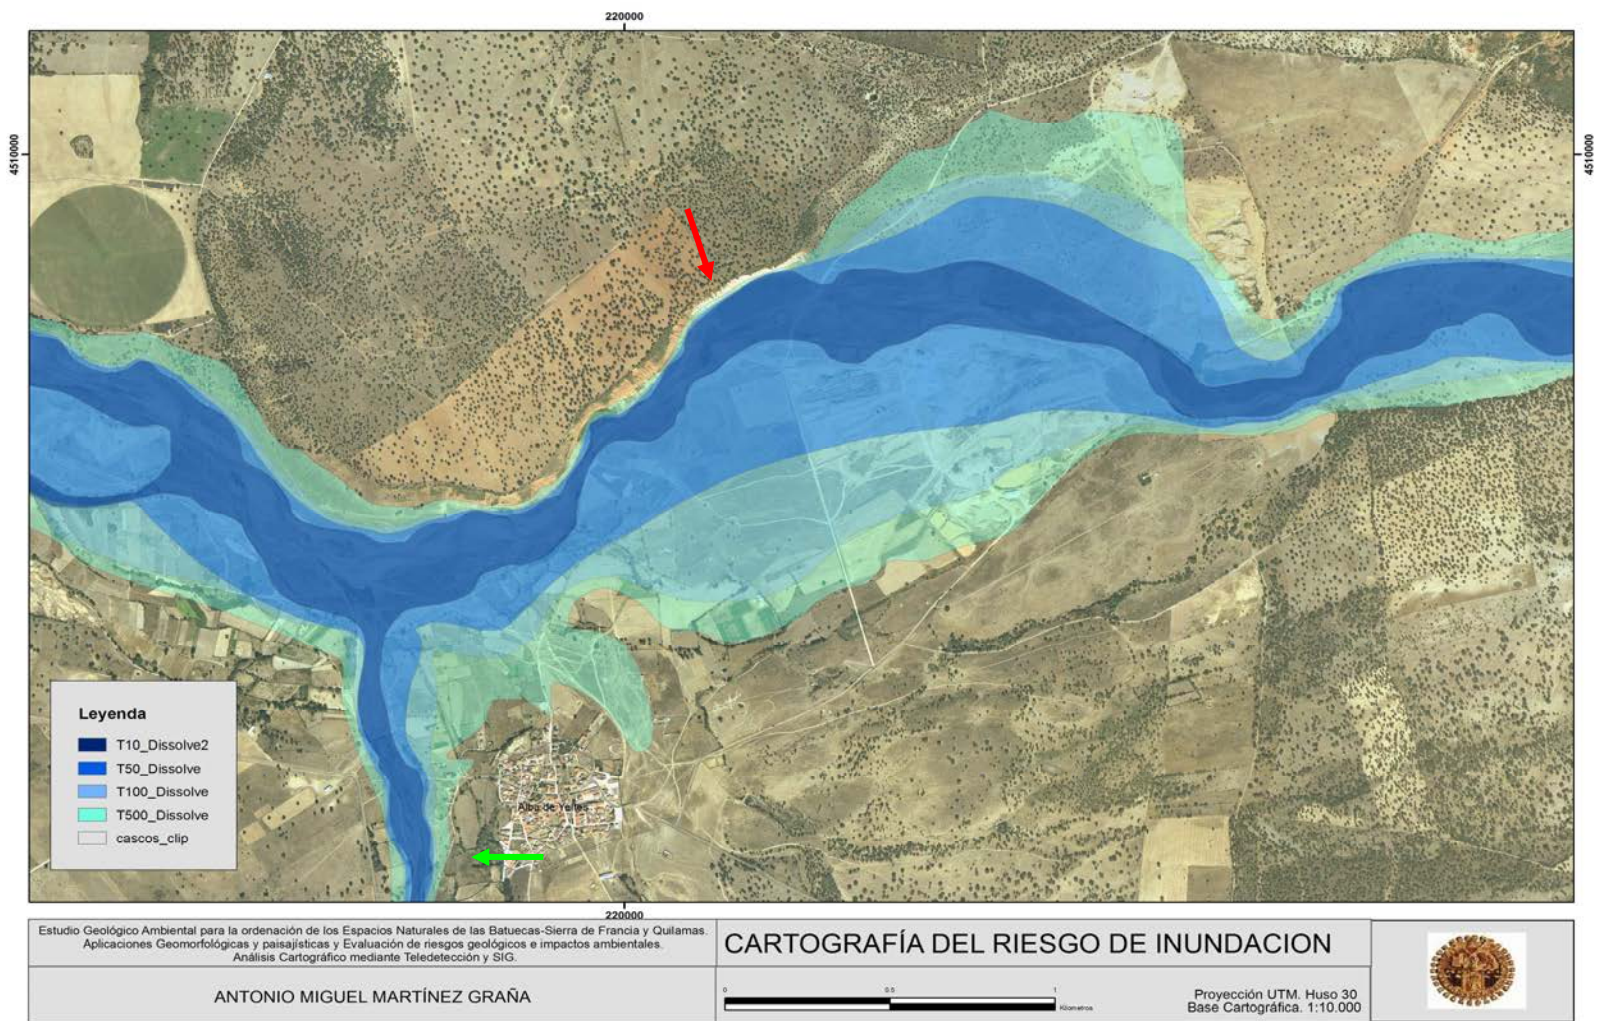 220000
4510000
4510000
Alba de Yeltes
Leyenda
T10_Dissolve2
T50_Dissolve
T100_Dissolve
T500_Dissolve
cascos_clip
220000
Estudio Geológico Ambiental para la ordenación de los Espacios Naturales de las Batuecas-Sierra de Francia y Quilamas.
Aplicaciones Geomorfológicas y paisajísticas y Evaluación de riesgos geológicos e impactos ambientales.
Análisis Cartográfico mediante Teledetección y SIG.
ANTONIO MIGUEL MARTÍNEZ GRAÑA
CARTOGRAFÍA DEL RIESGO DE INUNDACION
0 0.5 1
Kilometros
Proyección UTM. Huso 30
Base Cartográfica. 1:10.000